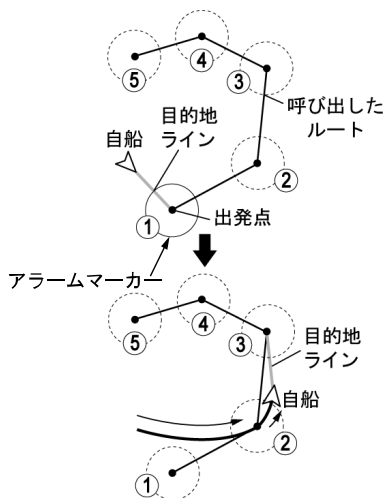 ⑤
④
③
呼び出した
ルート
目的地
ライン
自船
②
①
出発点
アラームマーカー
⑤
④
③
目的地
ライン
自船
②
①